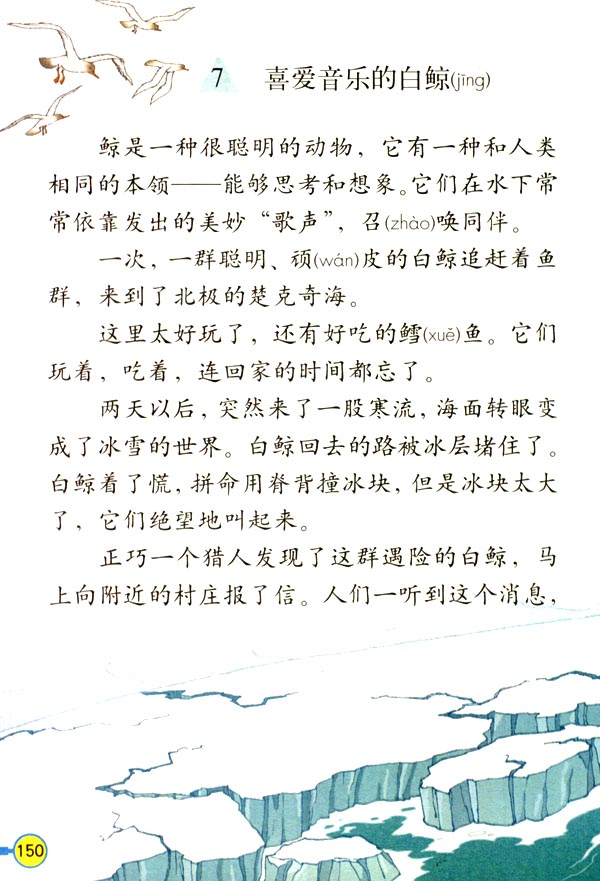 7 喜爱音乐的白鲸(jīng)
鲸是一种很聪明的动物，它有一种和人类
相同的本领——能够思考和想象。它们在水下常
常依靠发出的美妙“歌声”，召(zhào)唤同伴。
一次，一群聪明、顽(wán)皮的白鲸追赶着鱼
群，来到了北极的楚克奇海。
这里太好玩了，还有好吃的鳕(xuě)鱼。它们
玩着，吃着，连回家的时间都忘了。
两天以后，突然来了一股寒流，海面转眼变
成了冰雪的世界。白鲸回去的路被冰层堵住了。
白鲸着了慌，拼命用脊背撞冰块，但是冰块太大
了，它们绝望地叫起来。
正巧一个猎人发现了这群遇险的白鲸，马
上向附近的村庄报了信。人们一听到这个消息，
150